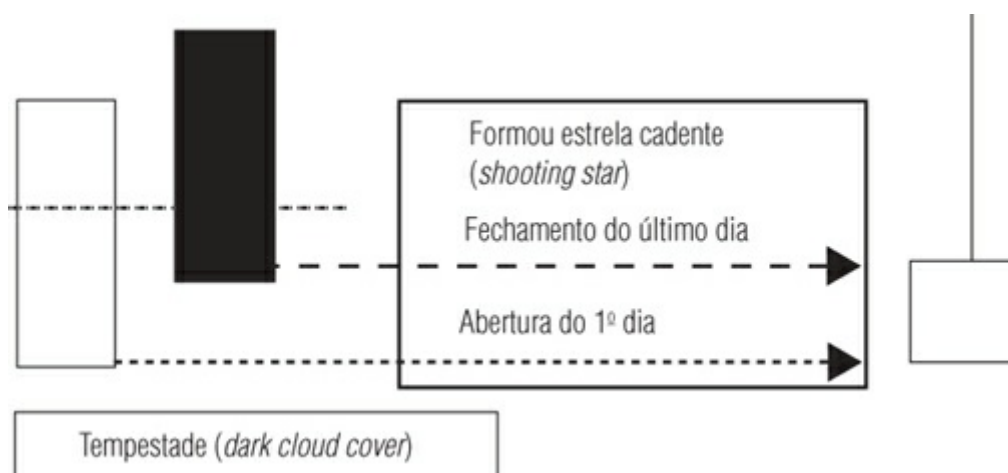 Formou estrela cadente
(shooting star)
Fechamento do último dia
Abertura do 1º dia
Tempestade (dark cloud cover)